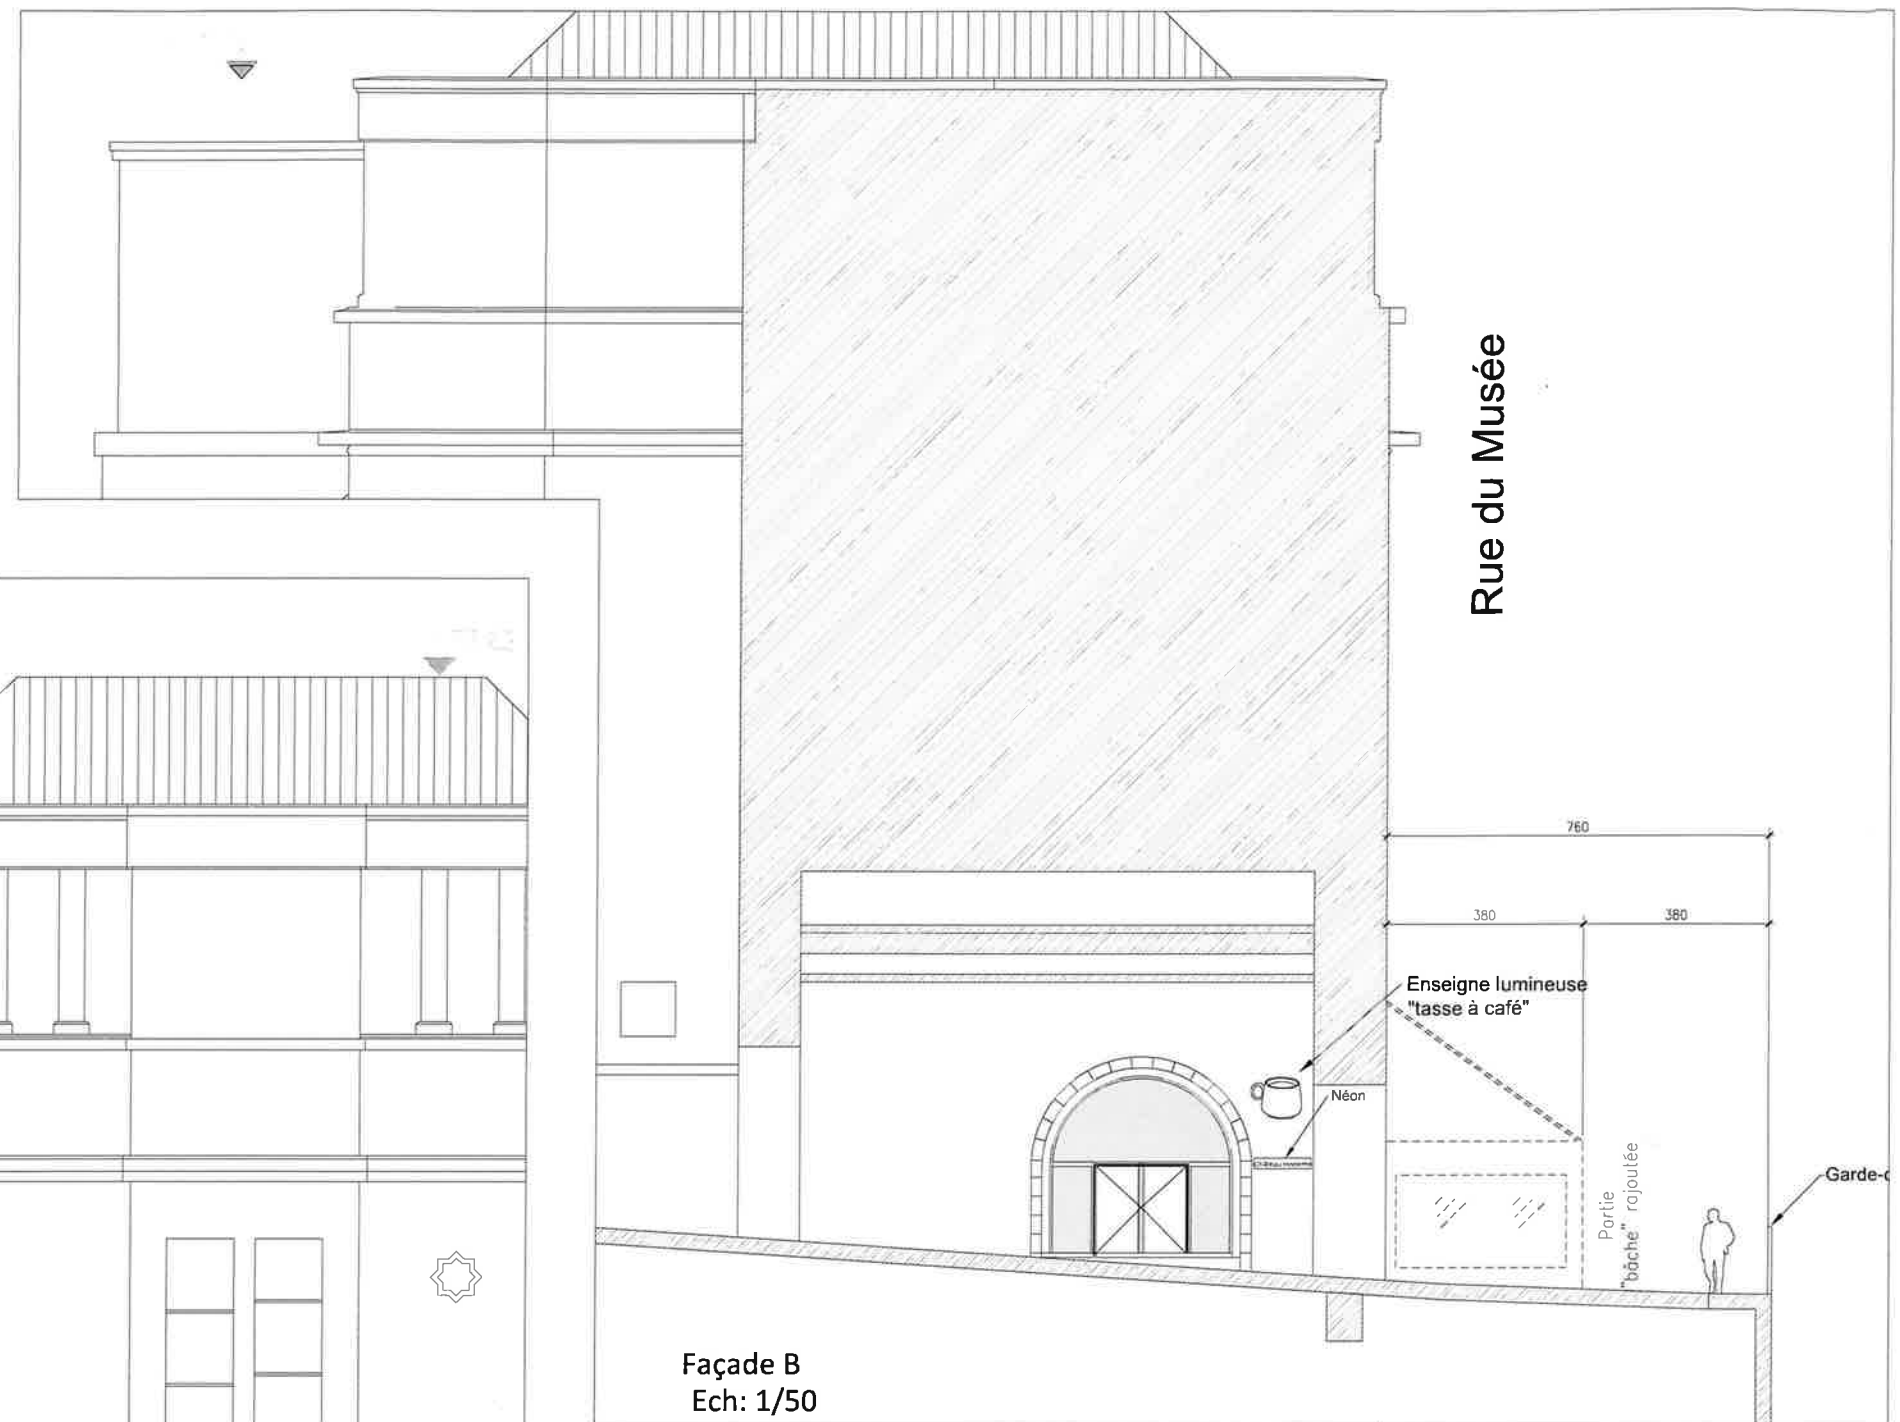 Rue du Musée
760
380
380
Enseigne lumineuse
"tasse à café"
Néon
Portie
"bâche" rajoutée
Garde-c
Façade B
Ech: 1/50